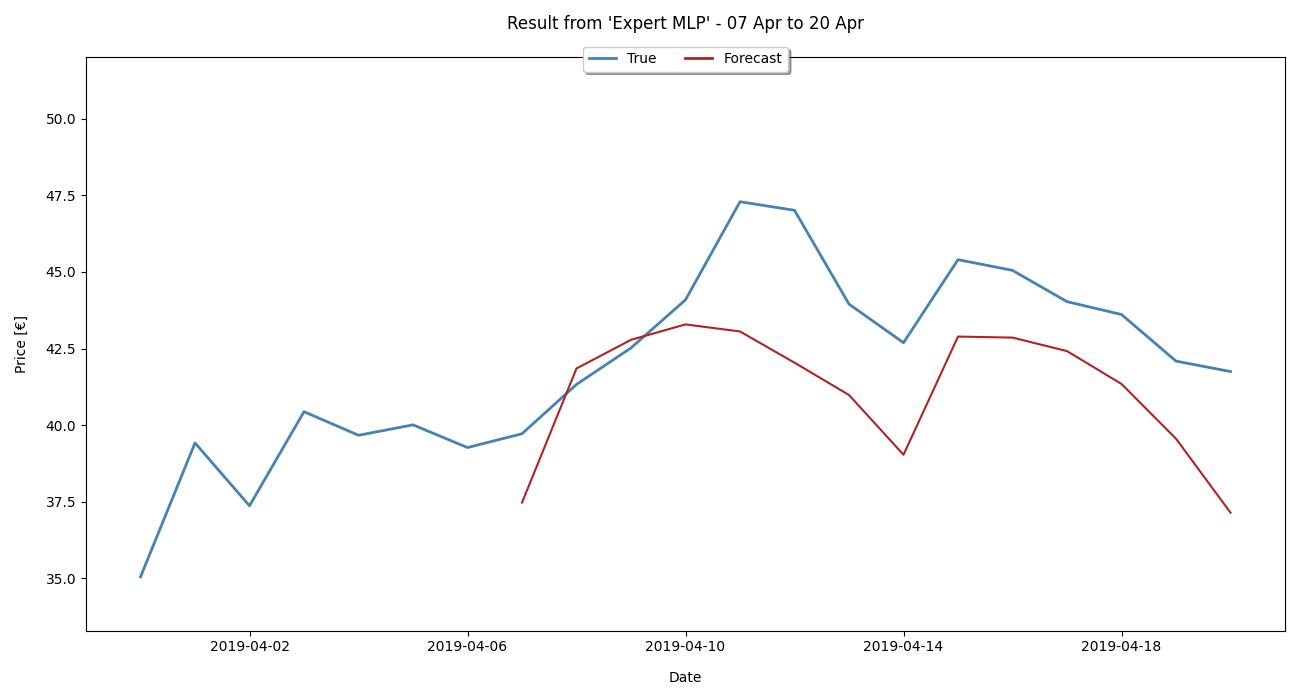 Result from 'Expert MLP' - 07 Apr to 20 Apr
True Forecast
50.0
47.5
45.0
42.5
40.0
37.5
35.0
Price [€]
2019-04-02 2019-04-06 2019-04-10 2019-04-14 2019-04-18
Date